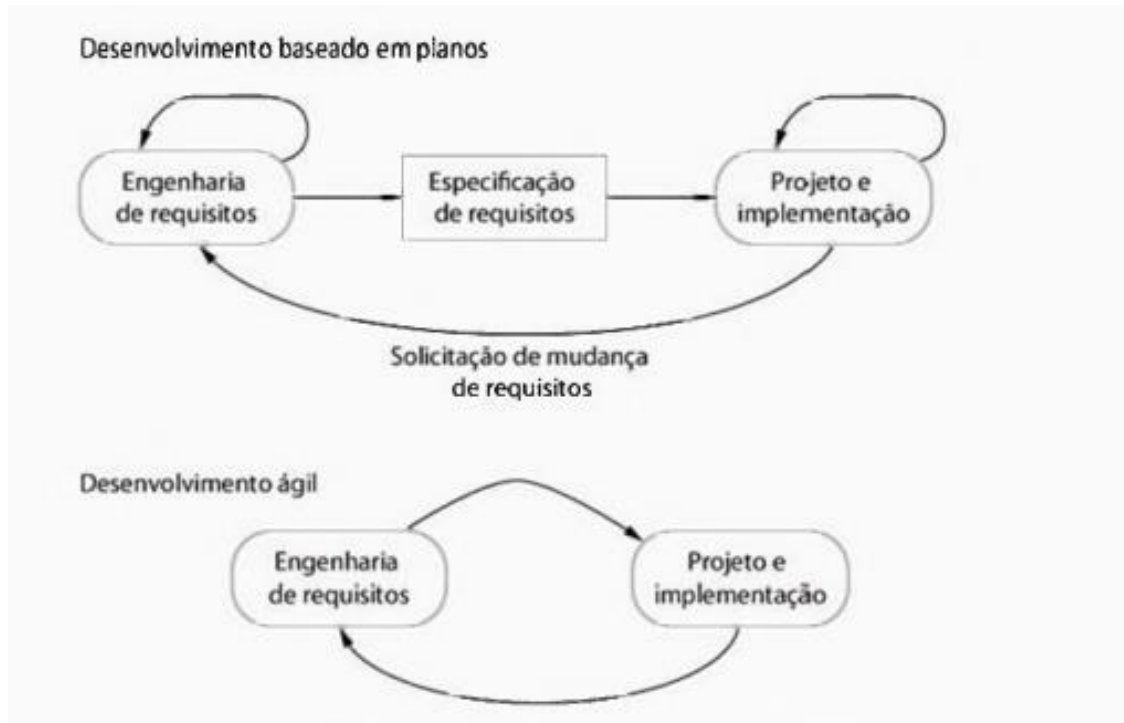 Desenvolvimento baseado em planos
Engenharia
de requisitos
Especificação
de requisitos
Projeto e
implementação
Solicitação de mudança
de requisitos
Desenvolvimento ágil
Engenharia
de requisitos
Projeto e
implementação